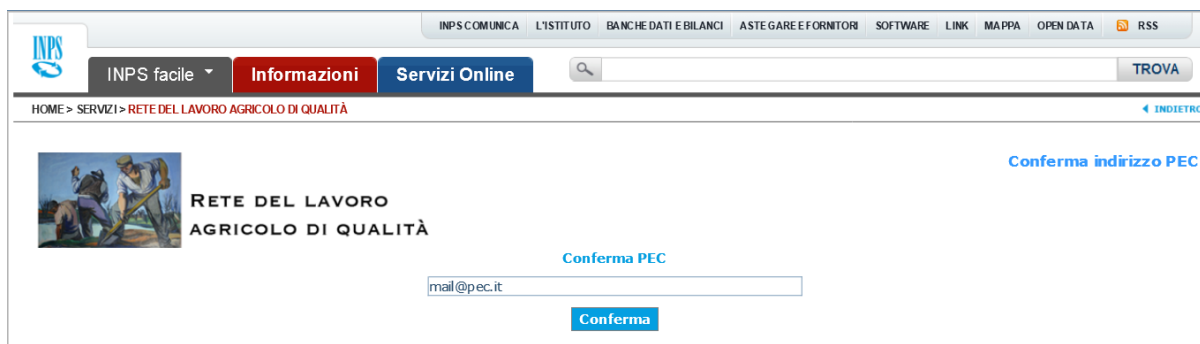 INPS COMUNICA L'ISTITUTO BANCHE DATI E BILANCI ASTE GARE E FORNITORI SOFTWARE LINK MAPPA OPEN DATA RSS
INPS
INPS facile Informazioni Servizi Online TROVA
HOME > SERVIZI > RETE DEL LAVORO AGRICOLO DI QUALITÀ INDIETRO
Conferma indirizzo PEC
RETE DEL LAVORO
AGRICOLO DI QUALITÀ
Conferma PEC
mail@pec.it
Conferma